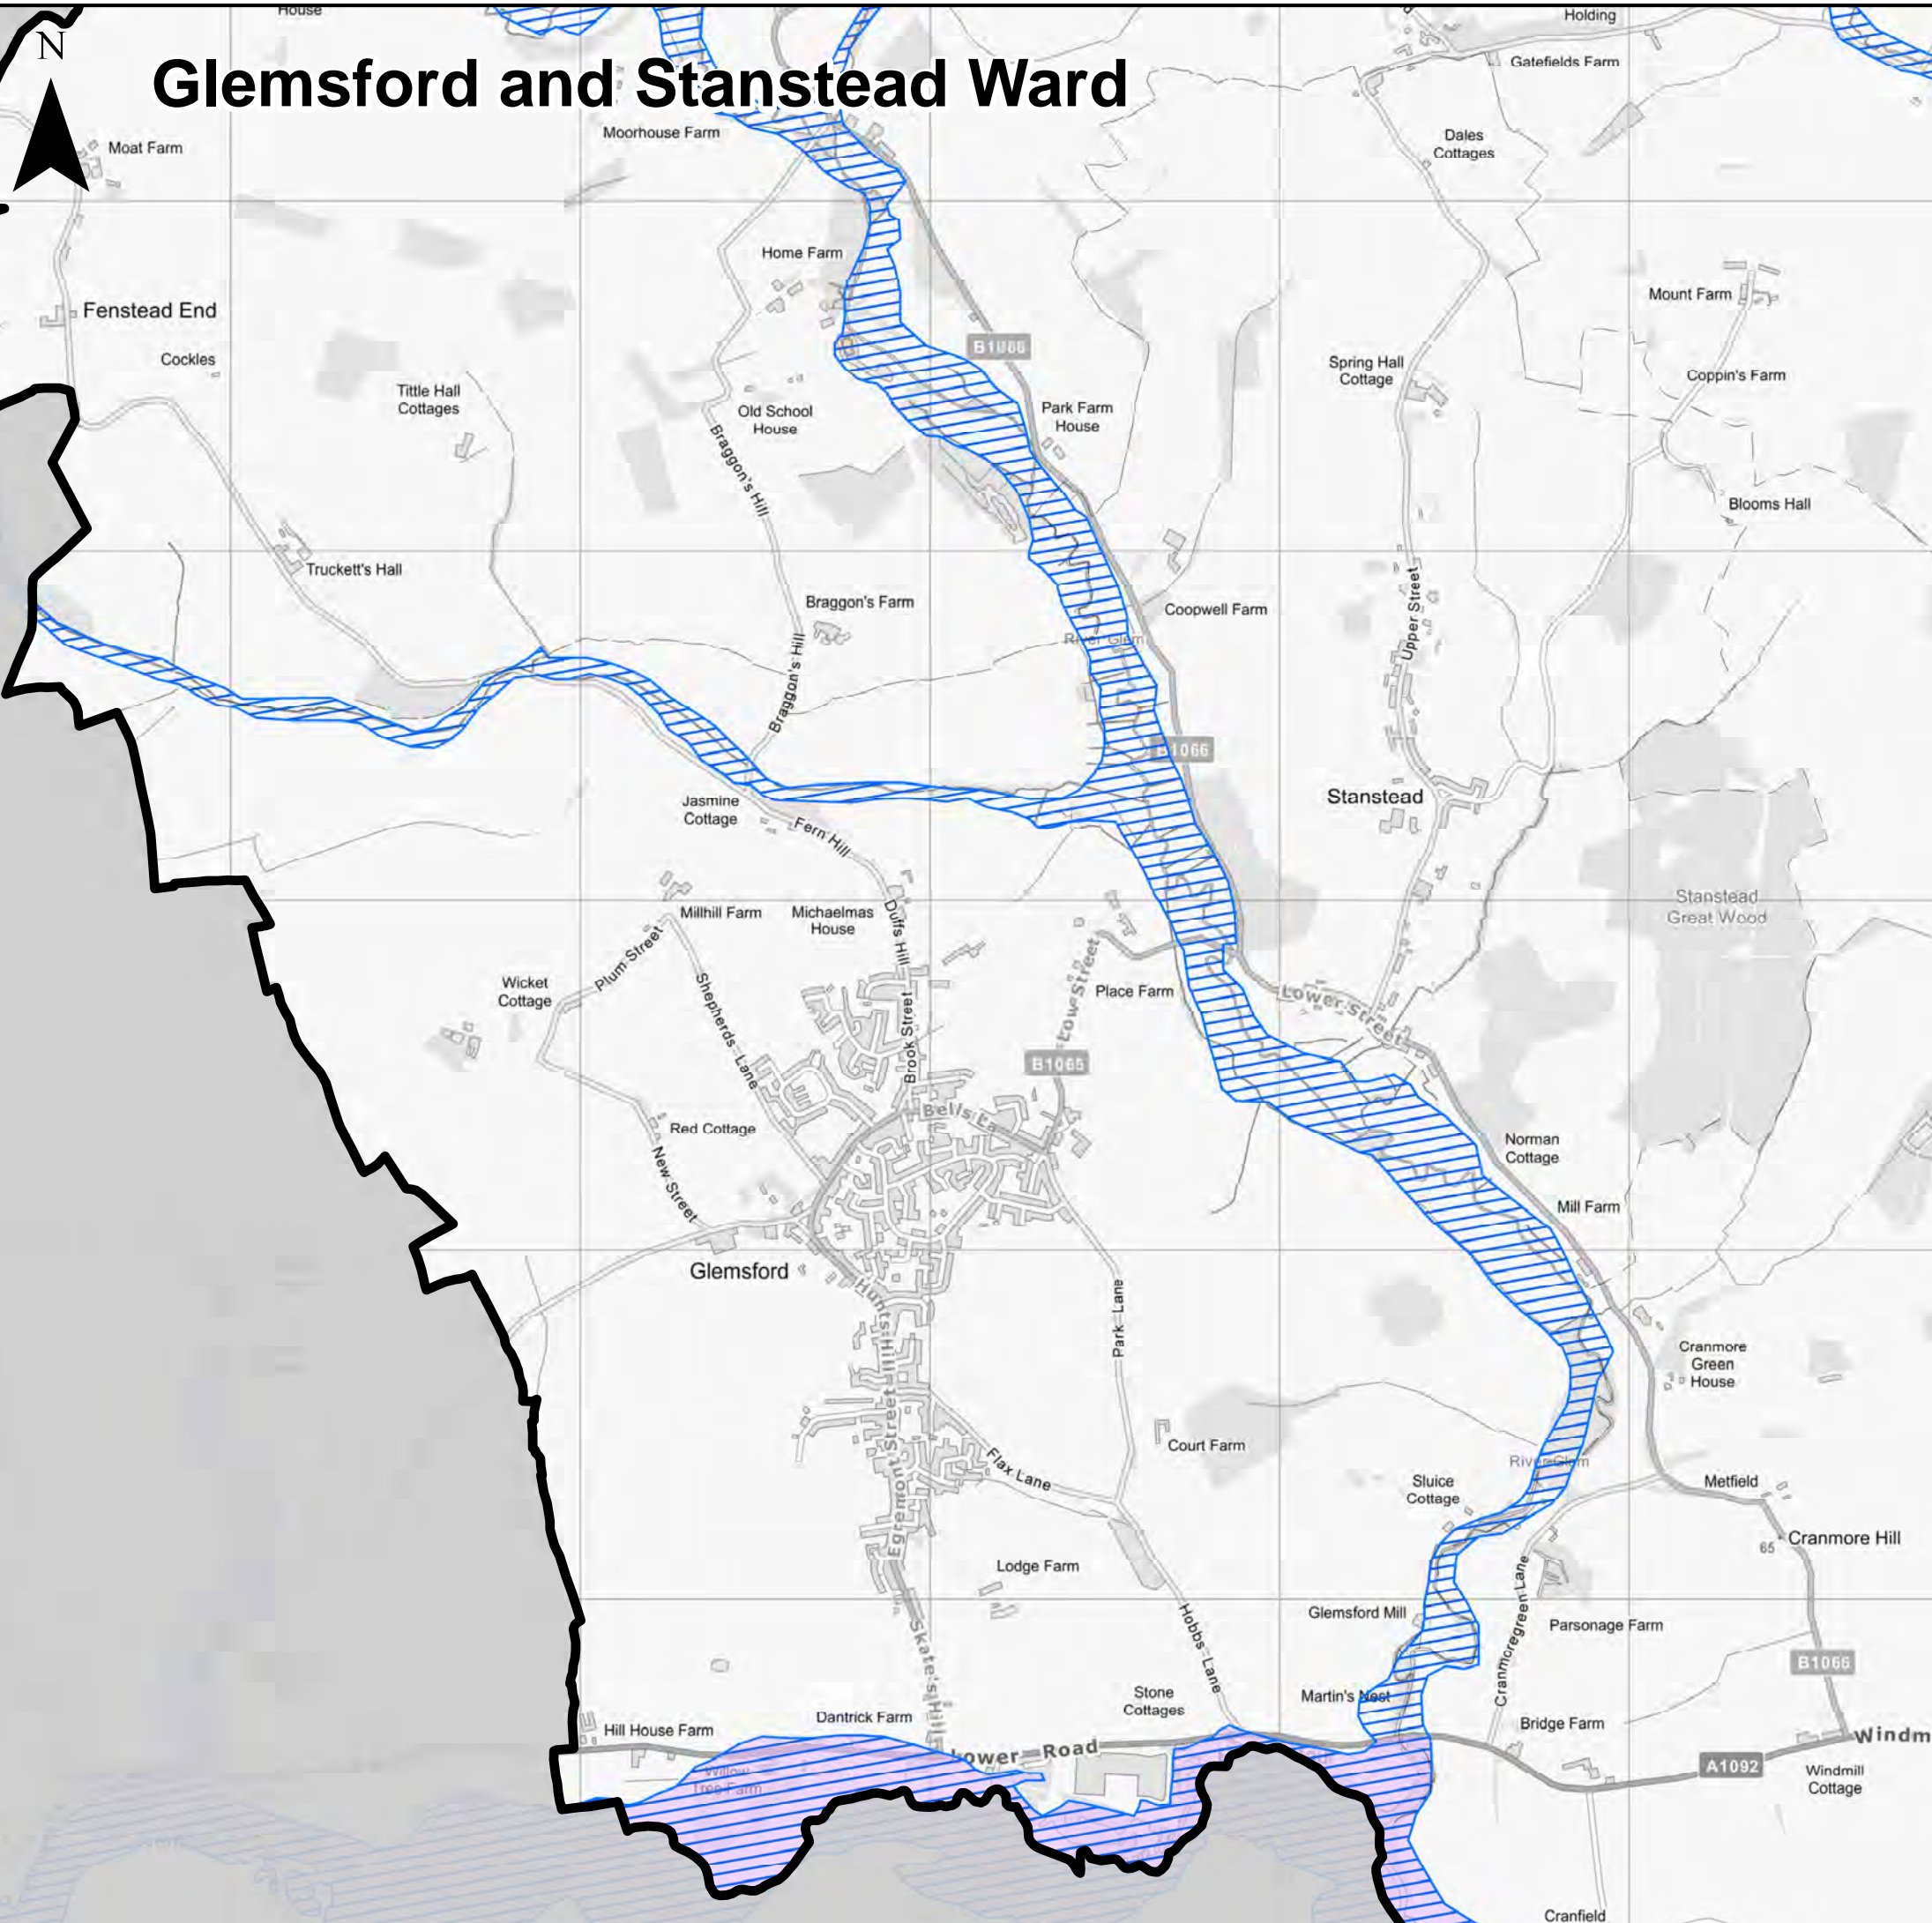 House
Holding
N
Glemsford and Stanstead Ward
Gatefields Farm
Moorhouse Farm
Moat Farm
Dales
Cottages
Home Farm
Mount Farm
Fenstead End
Cockles
B1066
Spring Hall
Cottage
Coppin's Farm
Tittle Hall
Cottages
Old School
House
Park Farm
House
Braggon's Hill
Blooms Hall
Truckett's Hall
Braggon's Farm
Coopwell Farm
Upper Street
River Glem
Braggon's Hill
B1066
Stanstead
Jasmine
Cottage
Fern Hill
Stanstead
Great Wood
Millhill Farm
Michaelmas
House
Duffs Hill
Plum Street
Low Street
Wicket
Cottage
Shepherds Lane
Place Farm
Lower Street
Brook Street
B1065
Bells La
Red Cottage
Norman
Cottage
New Street
Mill Farm
Glemsford
Hunts Hill
Park Lane
Cranmore
Green
House
Egremont Street
Court Farm
Flax Lane
River Glem
Sluice
Cottage
Metfield
Cranmore Hill
65
Lodge Farm
Cranmoregreen Lane
Glemsford Mill
Hobbs Lane
Parsonage Farm
Skate's Hill
B1066
Stone
Cottages
Martin's Nest
Dantrick Farm
Hill House Farm
Bridge Farm
Lower Road
Windm
A1092
Willow
Tree Farm
Windmill
Cottage
Cranfield